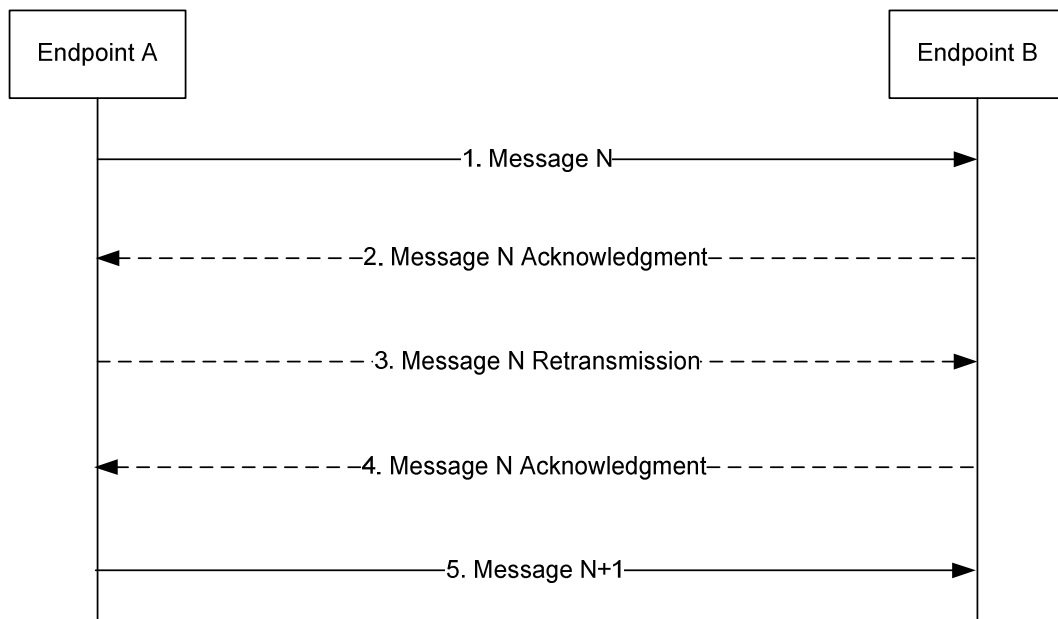 Endpoint A
Endpoint B
1. Message N
2. Message N Acknowledgment
3. Message N Retransmission
4. Message N Acknowledgment
5. Message N+1